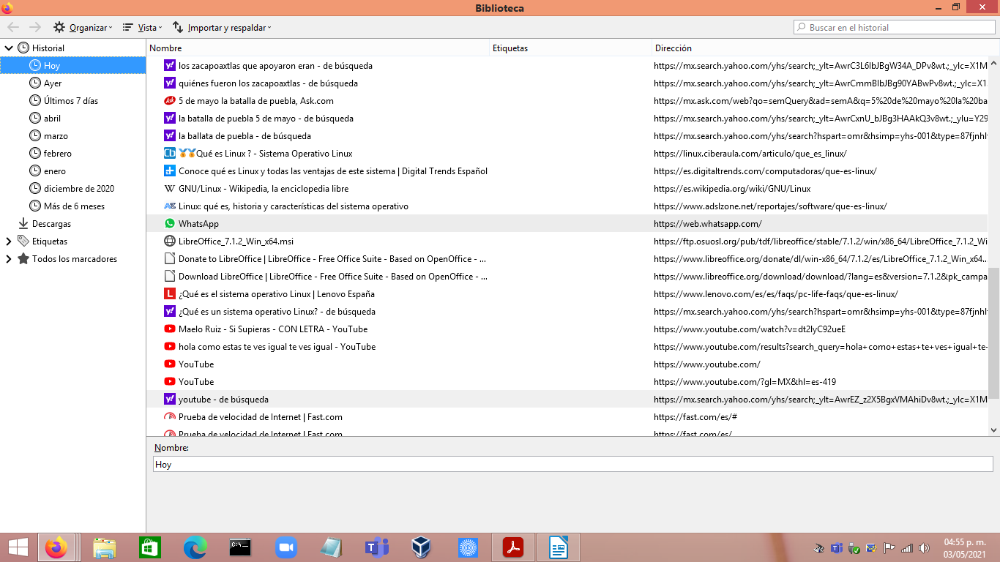 Biblioteca
Organizar Vista Importar y respaldar Buscar en el historial
Historial
Hoy
Ayer
Últimos 7 días
abril
marzo
febrero
enero
diciembre de 2020
Más de 6 meses
Descargas
Etiquetas
Todos los marcadores
Nombre Etiquetas Dirección
los zacapoaxtlas que apoyaron eran - de búsqueda https://mx.search.yahoo.com/yhs/search;_ylt=AwrC3L6IbJBgW34A_DPv8wt.;_ylc=X1M
quiénes fueron los zacapoaxtlas - de búsqueda https://mx.search.yahoo.com/yhs/search;_ylt=AwrCmmBIbJBg90YABwPv8wt.;_ylc=X1
5 de mayo la batalla de puebla, Ask.com https://mx.ask.com/web?qo=semQuery&ad=semA&q=5%20de%20mayo%20la%20ba
la batalla de puebla 5 de mayo - de búsqueda https://mx.search.yahoo.com/yhs/search;_ylt=AwrCxnU_bJBg3HAAkQ3v8wt.;_ylu=Y29
la ballata de puebla - de búsqueda https://mx.search.yahoo.com/yhs/search?hspart=omr&hsimp=yhs-001&type=87fjnhl
🥇🥇Qué es Linux ? - Sistema Operativo Linux https://linux.ciberaula.com/articulo/que_es_linux/
Conoce qué es Linux y todas las ventajas de este sistema | Digital Trends Español https://es.digitaltrends.com/computadoras/que-es-linux/
W GNU/Linux - Wikipedia, la enciclopedia libre https://es.wikipedia.org/wiki/GNU/Linux
Linux: qué es, historia y características del sistema operativo https://www.adslzone.net/reportajes/software/que-es-linux/
WhatsApp https://web.whatsapp.com/
LibreOffice_7.1.2_Win_x64.msi https://ftp.osuosl.org/pub/tdf/libreoffice/stable/7.1.2/win/x86_64/LibreOffice_7.1.2_Wi
Donate to LibreOffice | LibreOffice - Free Office Suite - Based on OpenOffice - ... https://www.libreoffice.org/donate/dl/win-x86_64/7.1.2/es/LibreOffice_7.1.2_Win_x64...
Download LibreOffice | LibreOffice - Free Office Suite - Based on OpenOffice - ... https://www.libreoffice.org/download/download/?lang=es&version=7.1.2&pk_campa
L ¿Qué es el sistema operativo Linux | Lenovo España https://www.lenovo.com/es/es/faqs/pc-life-faqs/que-es-linux/
¿Qué es un sistema operativo Linux? - de búsqueda https://mx.search.yahoo.com/yhs/search?hspart=omr&hsimp=yhs-001&type=87fjnhl
Maelo Ruiz - Si Supieras - CON LETRA - YouTube https://www.youtube.com/watch?v=dt2lyC92ueE
hola como estas te ves igual te ves igual - YouTube https://www.youtube.com/results?search_query=hola+como+estas+te+ves+igual+te-
YouTube https://www.youtube.com/
YouTube https://www.youtube.com/?gl=MX&hl=es-419
youtube - de búsqueda https://mx.search.yahoo.com/yhs/search;_ylt=AwrEZ_z2X5BgxVMAhiDv8wt.;_ylc=X1M
Prueba de velocidad de Internet | Fast.com https://fast.com/es/#
Prueba de velocidad de Internet | Fast.com https://fast.com/es/
Nombre:
Hoy
04:55 p. m.
03/05/2021